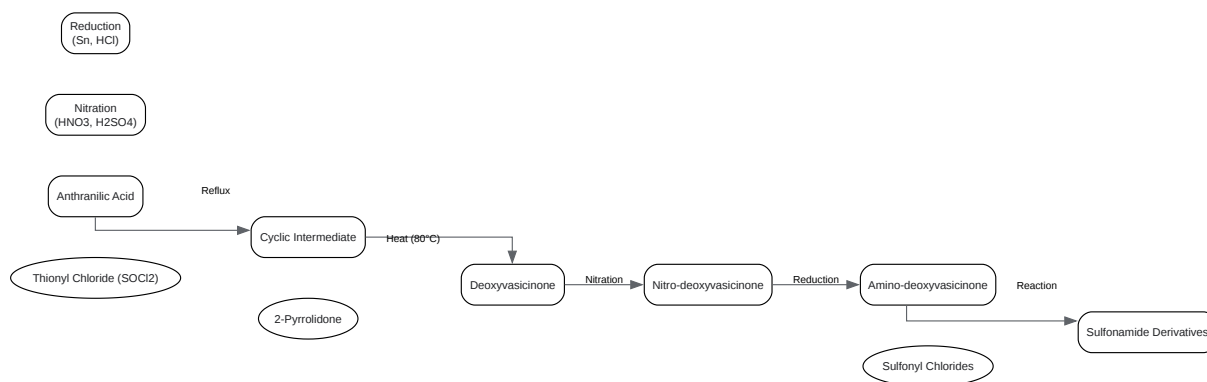 Reduction
(Sn, HCl)
Nitration
(HNO3, H2SO4)
Anthranilic Acid
Reflux
Cyclic Intermediate
Heat (80°C)
Thionyl Chloride (SOCl2)
Deoxyvasicinone
Nitration
Nitro-deoxyvasicinone
Reduction
Amino-deoxyvasicinone
Reaction
2-Pyrrolidone
Sulfonamide Derivatives
Sulfonyl Chlorides